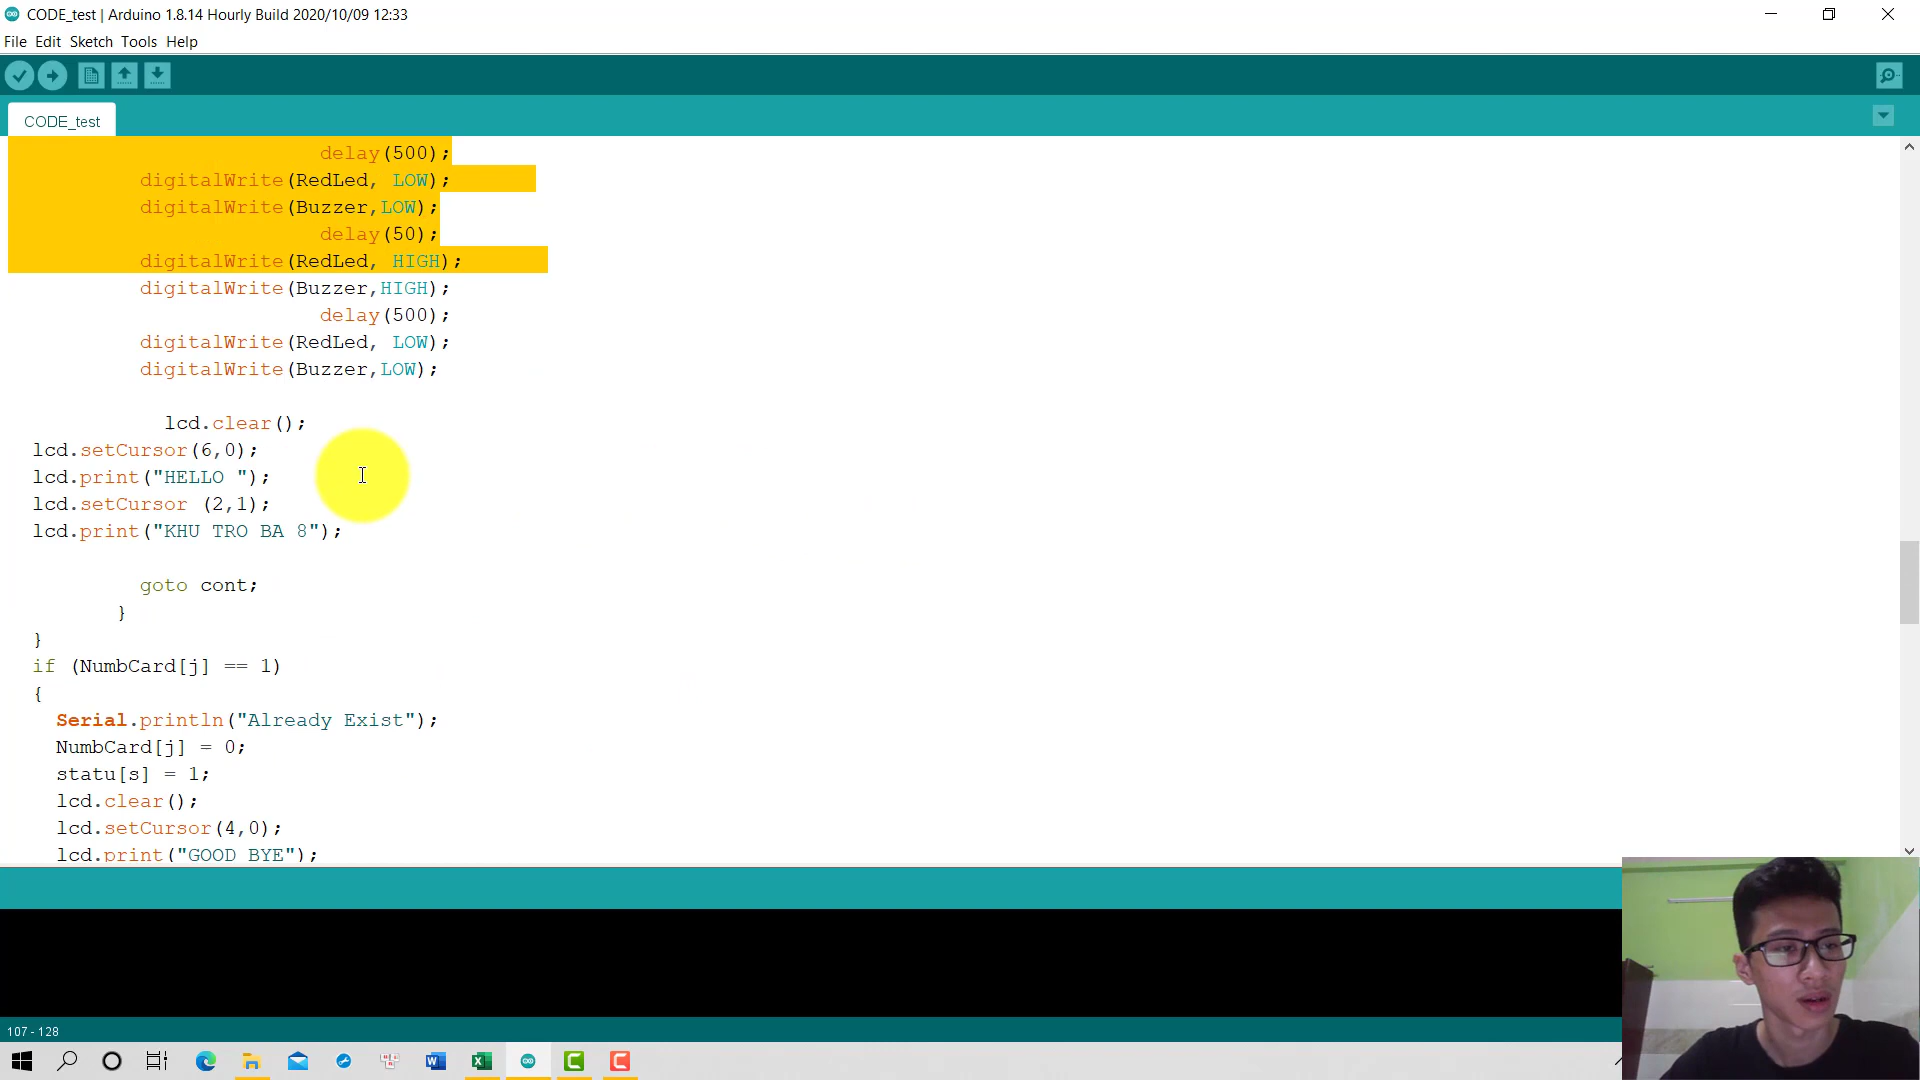 CODE_test | Arduino 1.8.14 Hourly Build 2020/10/09 12:33
File Edit Sketch Tools Help
CODE_test
delay(500);
digitalWrite(RedLed, LOW);
digitalWrite(Buzzer,LOW);
delay(50);
digitalWrite(RedLed, HIGH);
digitalWrite(Buzzer,HIGH);
delay(500);
digitalWrite(RedLed, LOW);
digitalWrite(Buzzer,LOW);
lcd.clear();
lcd.setCursor(6,0);
lcd.print("HELLO ");
lcd.setCursor (2,1);
lcd.print("KHU TRO BA 8");
goto cont;
}
}
if (NumbCard[j] == 1)
{
Serial.println("Already Exist");
NumbCard[j] = 0;
statu[s] = 1;
lcd.clear();
lcd.setCursor(4,0);
lcd.print("GOOD BYE");
107 - 128